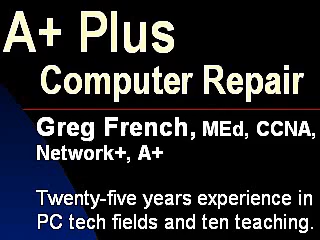 A+ Plus
Computer Repair
Greg French, MEd, CCNA,
Network+, A+
Twenty-five years experience in
PC tech fields and ten teaching.